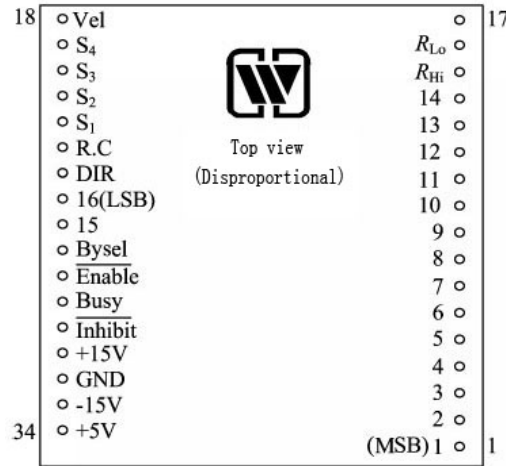 18 Vel 17
S4 RLo
S3 RHi
S2 14
S1 13
R.C 12
DIR 11
16(LSB) 10
15 9
Bysel 8
Enable 7
Busy 6
Inhibit 5
+15V 4
GND 3
-15V 2
34 +5V (MSB) 1 1
Top view
(Disproportional)